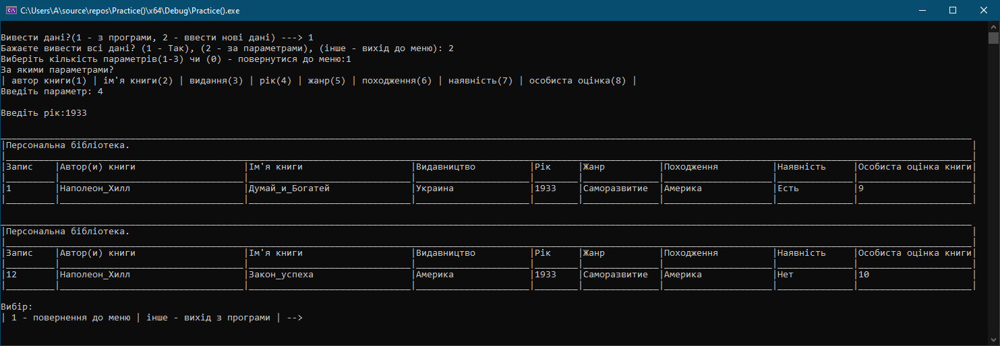 C:\Users\A\source\repos\Practice()\x64\Debug\Practice().exe
Вивести дані?(1 - з програми, 2 - ввести нові дані) ---> 1
Бажаєте вивести всі дані? (1 - Так), (2 - за параметрами), (інше - вихід до меню): 2
Виберіть кількість параметрів(1-3) чи (0) - повернутися до меню:1
За якими параметрами?
| автор книги(1) | ім'я книги(2) | видання(3) | рік(4) | жанр(5) | походження(6) | наявність(7) | особиста оцінка(8) |
Введіть параметр: 4
Введіть рік:1933
|Персональна бібліотека. |
|Запис |Автор(и) книги |Ім'я книги |Видавництво |Рік |Жанр |Походження |Наявність |Особиста оцінка книги|
|1 |Наполеон_Хилл |Думай_и_Богатей |Украина |1933 |Саморазвитие |Америка |Есть |9 |
|Персональна бібліотека. |
|Запис |Автор(и) книги |Ім'я книги |Видавництво |Рік |Жанр |Походження |Наявність |Особиста оцінка книги|
|12 |Наполеон_Хилл |Закон_успеха |Америка |1933 |Саморазвитие |Америка |Нет |10 |
Вибір:
| 1 - повернення до меню | інше - вихід з програми | -->